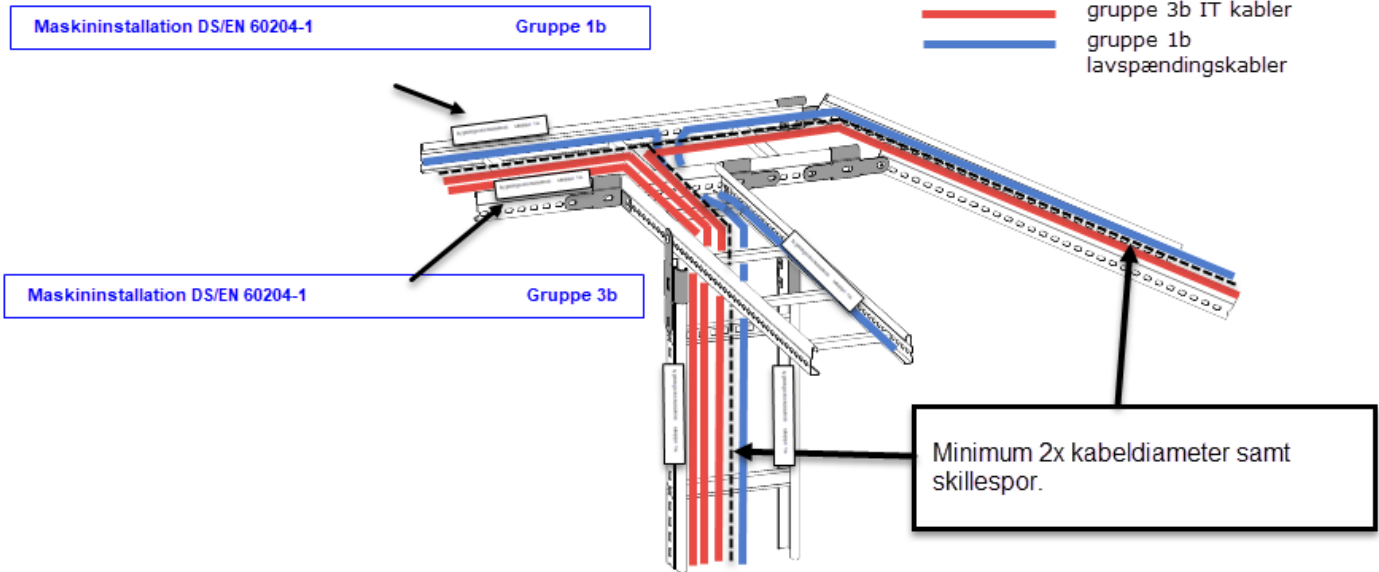 Maskininstallation DS/EN 60204-1 Gruppe 1b
gruppe 3b IT kabler
gruppe 1b
lavspændingskabler
Maskininstallation DS/EN 60204-1 Gruppe 3b
Minimum 2x kabeldiameter samt
skillespor.